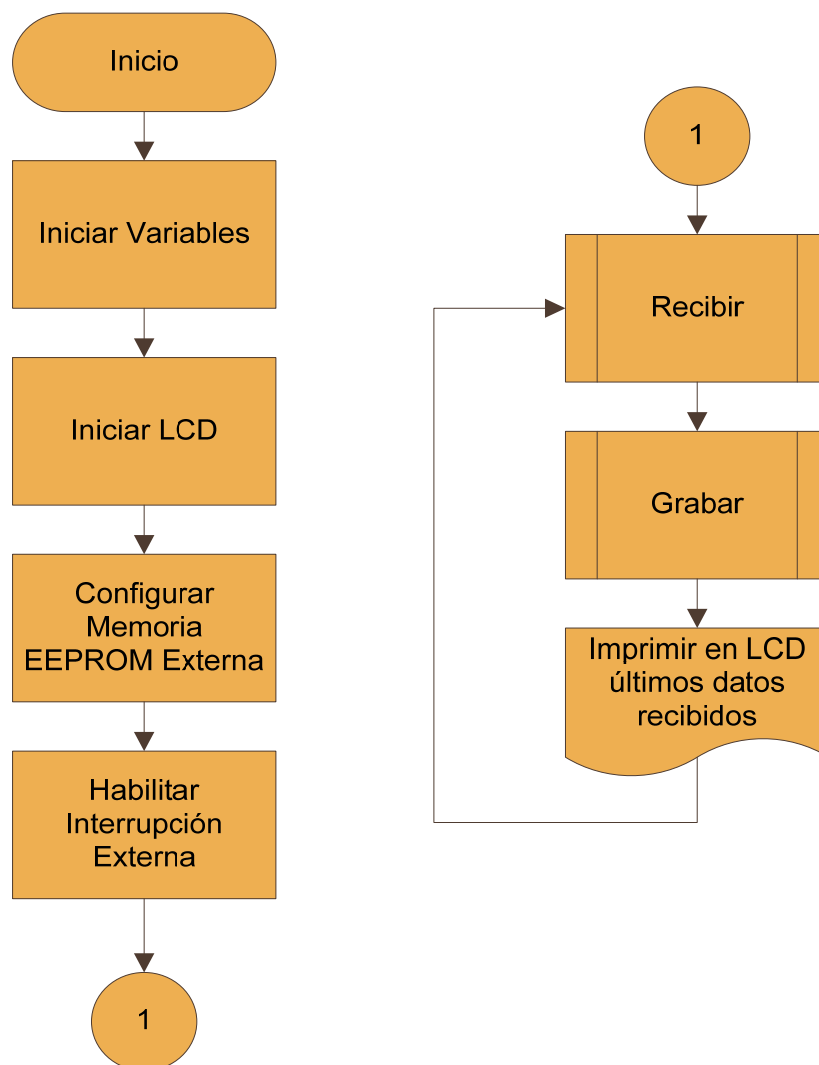 Inicio
Iniciar Variables
Iniciar LCD
Configurar
Memoria
EEPROM Externa
Habilitar
Interrupción
Externa
1
1
Recibir
Grabar
Imprimir en LCD
últimos datos
recibidos